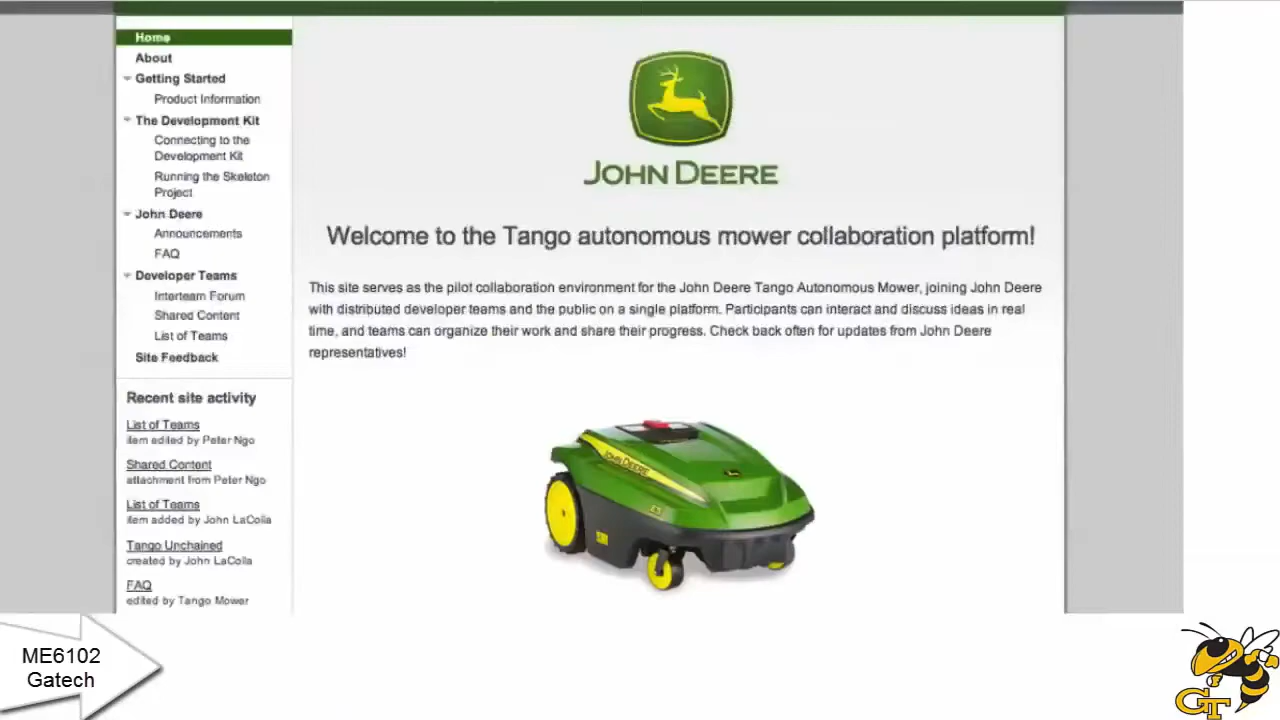 Home
About
Getting Started
Product Information
The Development Kit
Connecting to the
Development Kit
Running the Skeleton
Project
John Deere
Announcements
FAQ
Developer Teams
Interteam Forum
Shared Content
List of Teams
Site Feedback
Recent site activity
List of Teams
item edited by Peter Ngo
Shared Content
attachment from Peter Ngo
List of Teams
item added by John LaColla
Tango Unchained
created by John LaColla
FAQ
edited by Tango Mower
JOHN DEERE
Welcome to the Tango autonomous mower collaboration platform!
This site serves as the pilot collaboration environment for the John Deere Tango Autonomous Mower, joining John Deere
with distributed developer teams and the public on a single platform. Participants can interact and discuss ideas in real
time, and teams can organize their work and share their progress. Check back often for updates from John Deere
representatives!
JOHN DEERE
ME6102
Gatech
GT